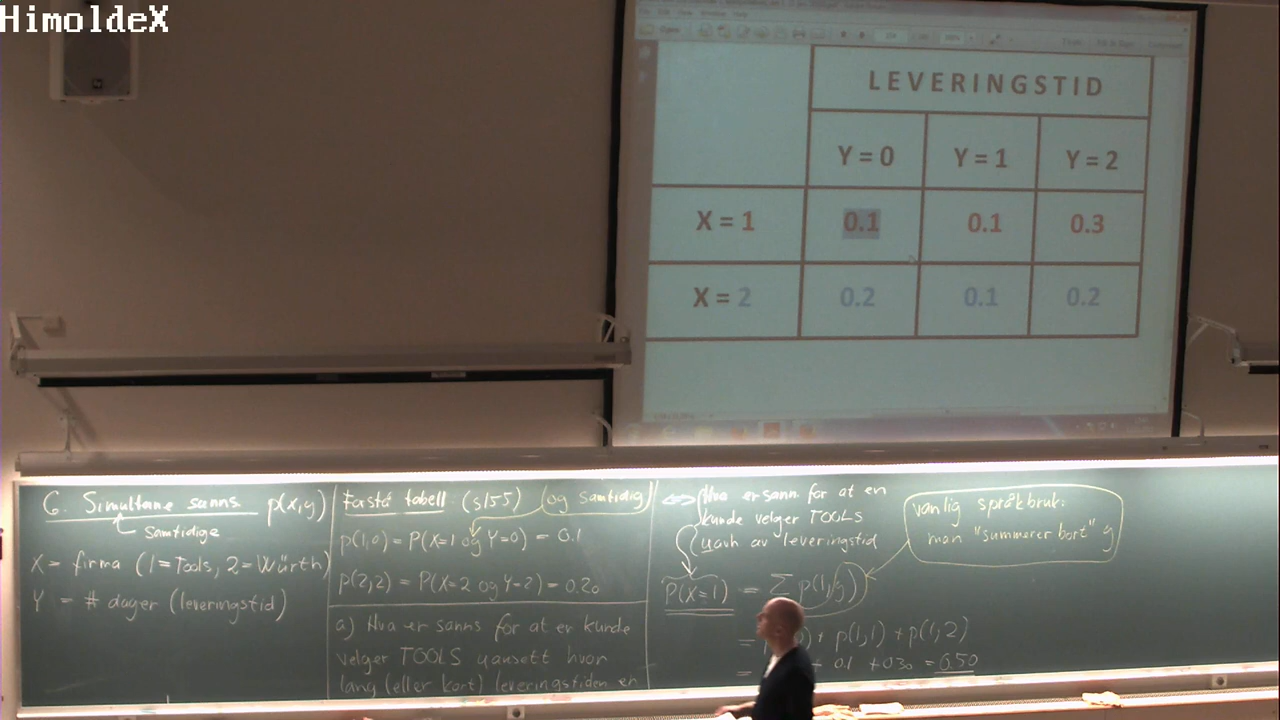 HimoldeX
LEVERINGSTID
Y = 0 Y = 1 Y = 2
X = 1 0.1 0.1 0.3
X = 2 0.2 0.1 0.2
6. Simultane sanns p(x,y)
samtidige
X = firma (1=Tools, 2=Würth)
Y = # dager (leveringstid)
Forstå tabell (s155) (og samtidig)
p(1,0) = P(X=1 og Y=0) = 0.1
p(2,2) = P(X=2 og Y=2) = 0.20
a) Hva er sanns for at er kunde
velger TOOLS uansett hvor
lang (eller kort) leveringstiden er
Hva er sann for at en
kunde velger TOOLS
uavh av leveringstid
P(X=1) = Σ p(1,y)
= 0) + p(1,1) + p(1,2)
= + 0.1 + 0.30 = 0.50
vanlig språkbruk:
man "summerer bort" y